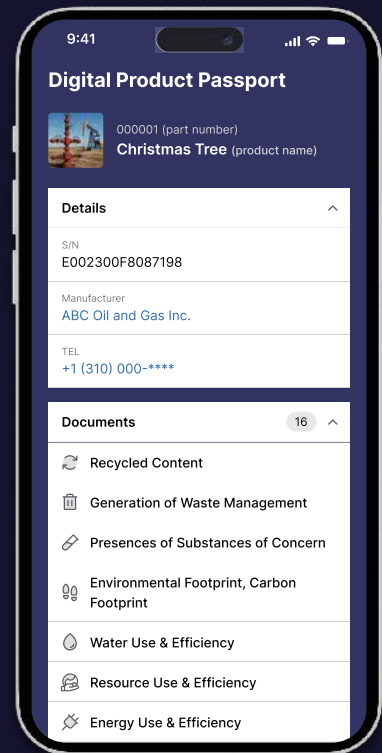 9:41
Digital Product Passport
000001 (part number)
Christmas Tree (product name)
Details
S/N
E002300F8087198
Manufacturer
ABC Oil and Gas Inc.
TEL
+1 (310) 000-****
Documents 16
Recycled Content
Generation of Waste Management
Presences of Substances of Concern
Environmental Footprint, Carbon
Footprint
Water Use & Efficiency
Resource Use & Efficiency
Energy Use & Efficiency